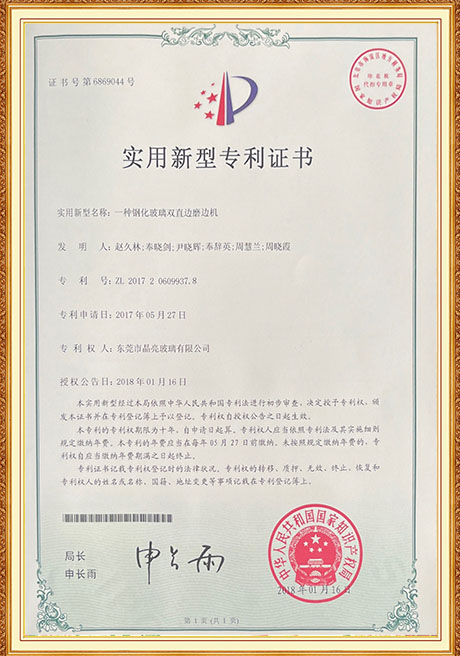 证书号第6869044号
实用新型专利证书
实用新型名称:一种钢化玻璃双直边磨边机
发明人:赵久林;奉晓剑;尹晓辉;奉辞英;周慧兰;周晓霞
专利号:ZL 2017 2 0609937.8
专利申请日:2017年05月27日
专利权人:东莞市晶亮玻璃有限公司
授权公告日:2018年01月16日
本实用新型经过本局依照中华人民共和国专利法进行初步审查,决定授予专利权,颁
发本证书并在专利登记簿上予以登记。专利权自授权公告之日起生效。
本专利的专利权期限为十年,自申请日起算。专利权人应当依照专利法及其实施细则
规定缴纳年费。本专利的年费应当在每年05月27日前缴纳。未按照规定缴纳年费的,专利
权自应当缴纳年费期满之日起终止。
专利证书记载专利权登记时的法律状况。专利权的转移、质押、无效、终止、恢复和
专利权人的姓名或名称、国籍、地址变更等事项记载在专利登记簿上。
局长
申长雨
申长雨
中华人民共和国国家知识产权局
2018年01月16日
第1页(共1页)